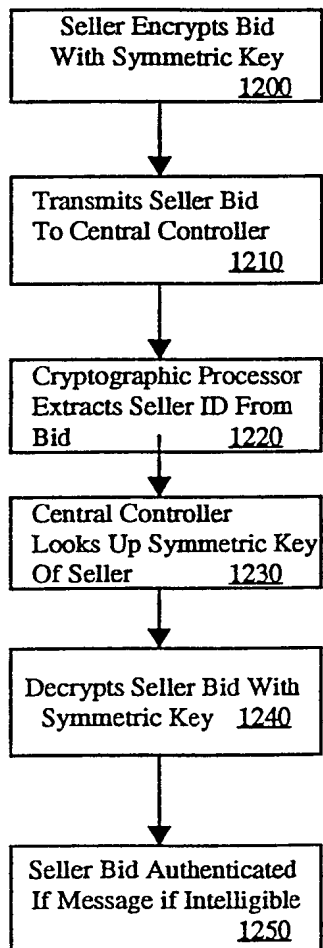 Seller Encrypts Bid
With Symmetric Key
1200
Transmits Seller Bid
To Central Controller
1210
Cryptographic Processor
Extracts Seller ID From
Bid 1220
Central Controller
Looks Up Symmetric Key
Of Seller 1230
Decrypts Seller Bid With
Symmetric Key 1240
Seller Bid Authenticated
If Message if Intelligible
1250